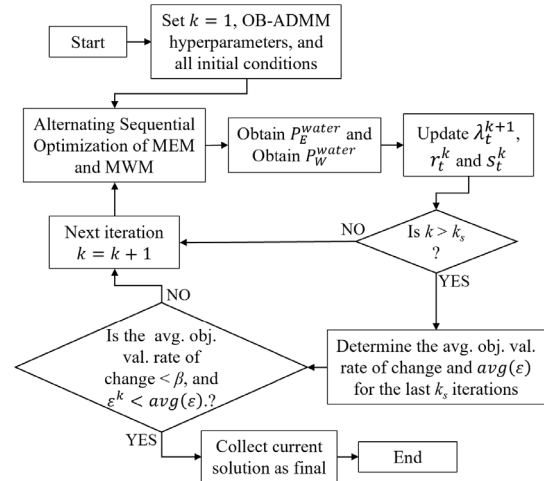 Start
Set k = 1, OB-ADMM
hyperparameters, and
all initial conditions
Alternating Sequential
Optimization of MEM
and MWM
Obtain P_E^water and
Obtain P_W^water
Update λ_t^{k+1},
r_t^k and s_t^k
Is k > k_s
?
NO
YES
Next iteration
k = k + 1
Determine the avg. obj. val.
rate of change and avg(ε)
for the last k_s iterations
Is the avg. obj.
val. rate of
change < β, and
ε^k < avg(ε).?
NO
YES
Collect current
solution as final
End